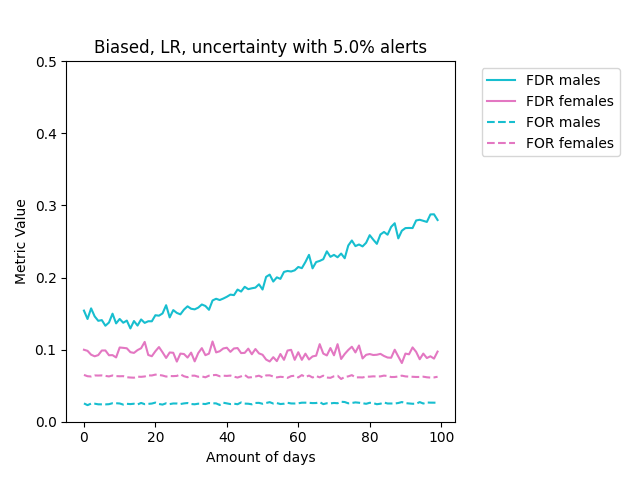 Biased, LR, uncertainty with 5.0% alerts
FDR males
FDR females
FOR males
FOR females
Metric Value
0.5
0.4
0.3
0.2
0.1
0.0
0 20 40 60 80 100
Amount of days